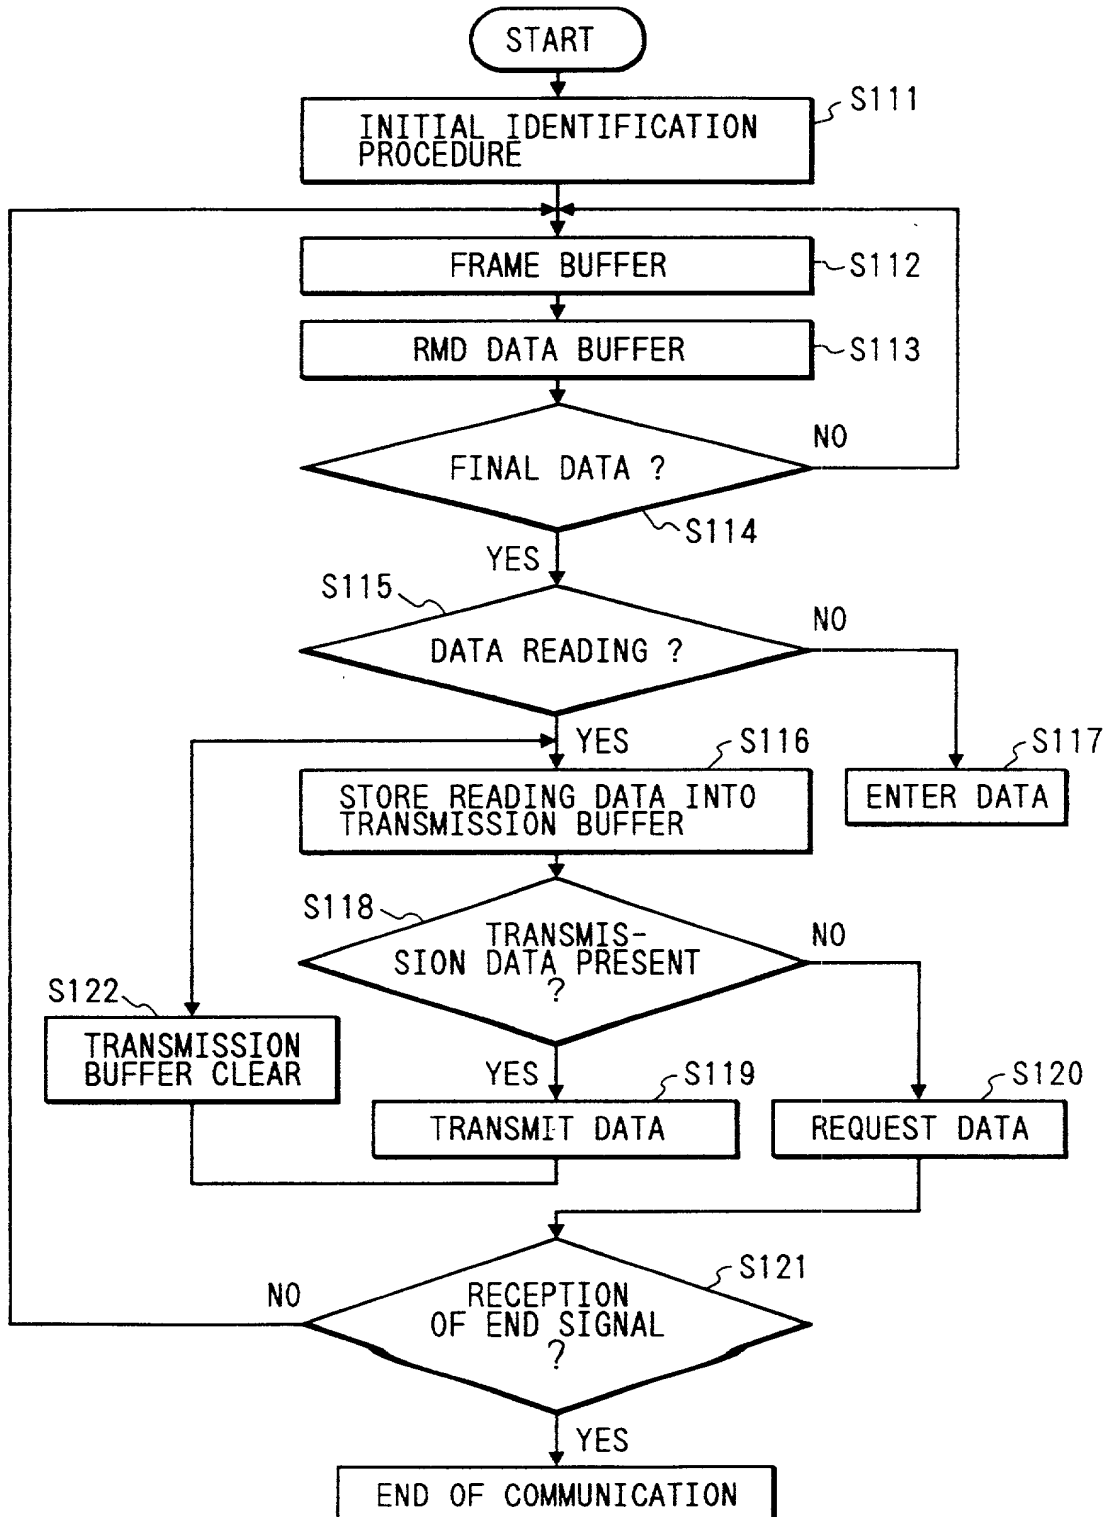 START
S111
INITIAL IDENTIFICATION
PROCEDURE
FRAME BUFFER
S112
RMD DATA BUFFER
S113
NO
FINAL DATA ?
S114
YES
S115
NO
DATA READING ?
YES
S116
S117
STORE READING DATA INTO
TRANSMISSION BUFFER
ENTER DATA
S118
TRANSMIS-
SION DATA PRESENT
?
NO
S122
TRANSMISSION
BUFFER CLEAR
YES
S119
S120
TRANSMIT DATA
REQUEST DATA
S121
NO
RECEPTION
OF END SIGNAL
?
YES
END OF COMMUNICATION